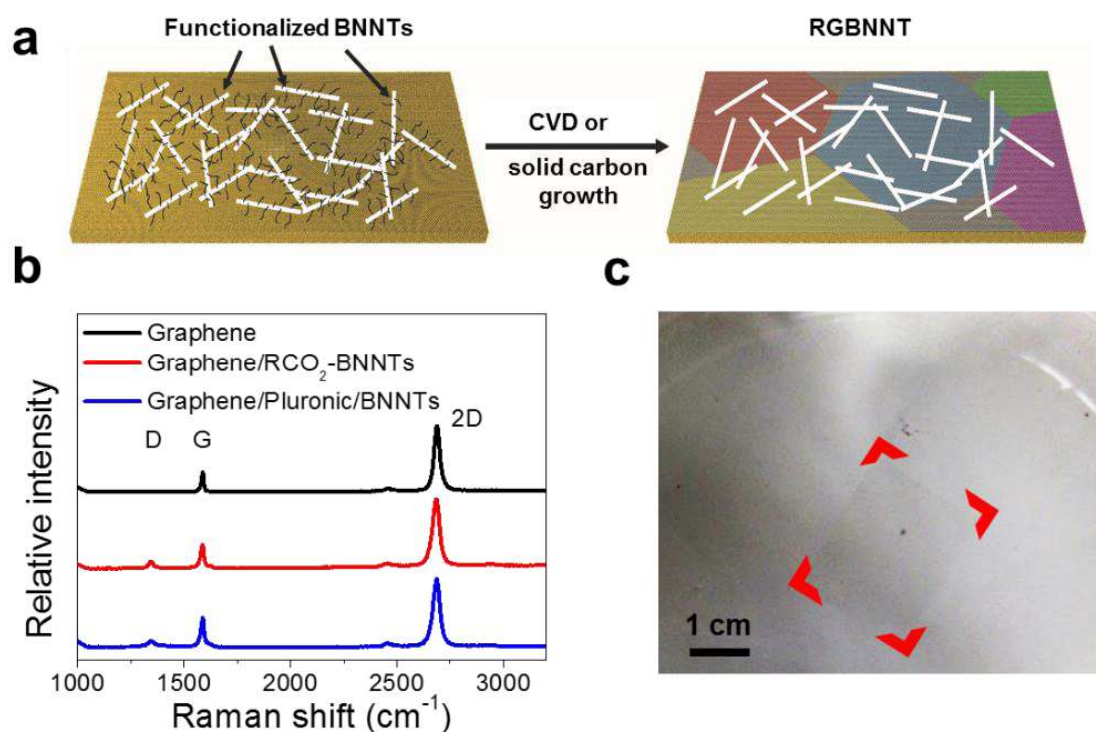 a
Functionalized BNNTs
RGBNNT
CVD or
solid carbon
growth
b
Graphene
Graphene/RCO₂-BNNTs
Graphene/Pluronic/BNNTs
D
G
2D
Relative intensity
1000
1500
2000
2500
3000
Raman shift (cm⁻¹)
c
1 cm